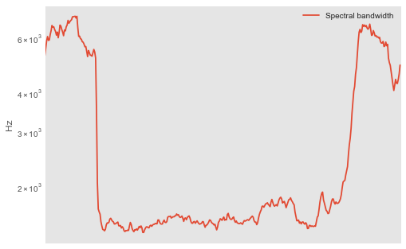 Spectral bandwidth
6 × 10³
4 × 10³
3 × 10³
2 × 10³
Hz